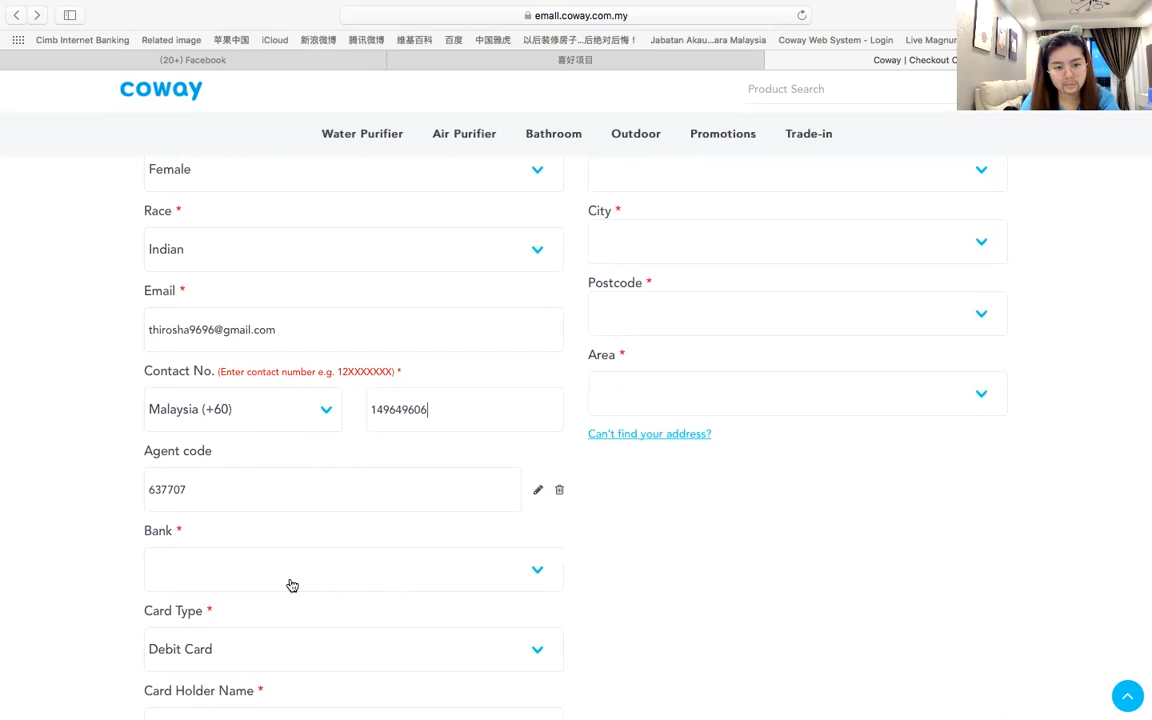 emall.coway.com.my
Cimb Internet Banking Related image 苹果中国 iCloud 新浪微博 腾讯微博 维基百科 百度 中国雅虎 以后装修房子...后绝对后悔！ Jabatan Akau...ara Malaysia Coway Web System - Login Live Magnum
(20+) Facebook 喜好项目 Coway | Checkout C
coway Product Search
Water Purifier Air Purifier Bathroom Outdoor Promotions Trade-in
Female
Race *
Indian
Email *
thirosha9696@gmail.com
Contact No. (Enter contact number e.g. 12XXXXXXX) *
Malaysia (+60) 149649606
Agent code
637707
Bank *
Card Type *
Debit Card
Card Holder Name *
City *
Postcode *
Area *
Can't find your address?